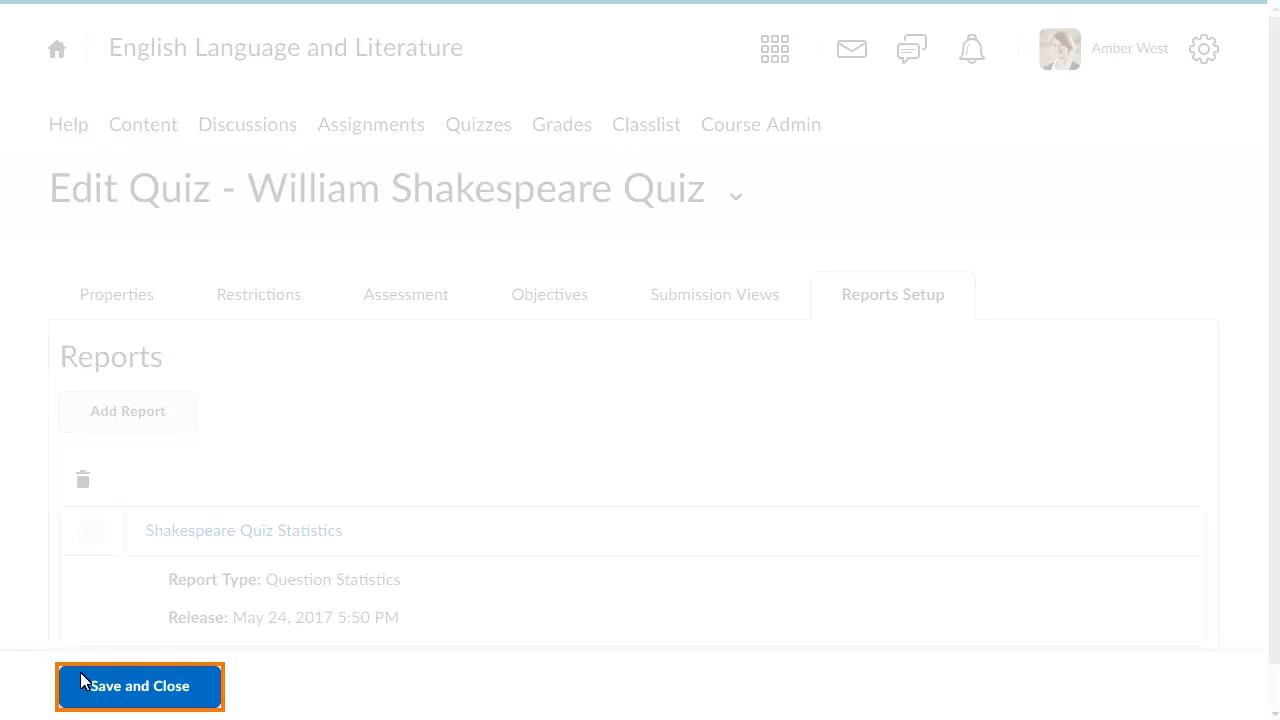 English Language and Literature
Amber West
Help Content Discussions Assignments Quizzes Grades Classlist Course Admin
Edit Quiz - William Shakespeare Quiz
Properties Restrictions Assessment Objectives Submission Views Reports Setup
Reports
Add Report
Shakespeare Quiz Statistics
Report Type: Question Statistics
Release: May 24, 2017 5:50 PM
Save and Close